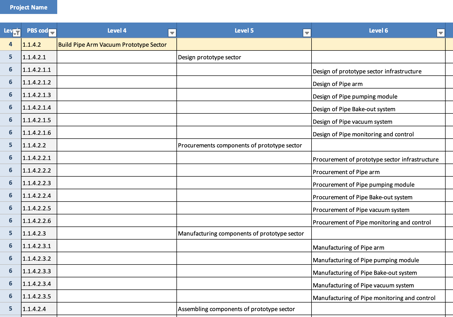 Project Name
Level PBS cod Level 4 Level 5 Level 6
4 1.1.4.2 Build Pipe Arm Vacuum Prototype Sector
5 1.1.4.2.1 Design prototype sector
6 1.1.4.2.1.1 Design of prototype sector infrastructure
6 1.1.4.2.1.2 Design of Pipe arm
6 1.1.4.2.1.3 Design of Pipe pumping module
6 1.1.4.2.1.4 Design of Pipe Bake-out system
6 1.1.4.2.1.5 Design of Pipe vacuum system
6 1.1.4.2.1.6 Design of Pipe monitoring and control
5 1.1.4.2.2 Procurements components of prototype sector
6 1.1.4.2.2.1 Procurement of prototype sector infrastructure
6 1.1.4.2.2.2 Procurement of Pipe arm
6 1.1.4.2.2.3 Procurement of Pipe pumping module
6 1.1.4.2.2.4 Procurement of Pipe Bake-out system
6 1.1.4.2.2.5 Procurement of Pipe vacuum system
6 1.1.4.2.2.6 Procurement of Pipe monitoring and control
5 1.1.4.2.3 Manufacturing components of prototype sector
6 1.1.4.2.3.1 Manufacturing of Pipe arm
6 1.1.4.2.3.2 Manufacturing of Pipe pumping module
6 1.1.4.2.3.3 Manufacturing of Pipe Bake-out system
6 1.1.4.2.3.4 Manufacturing of Pipe vacuum system
6 1.1.4.2.3.5 Manufacturing of Pipe monitoring and control
5 1.1.4.2.4 Assembling components of prototype sector